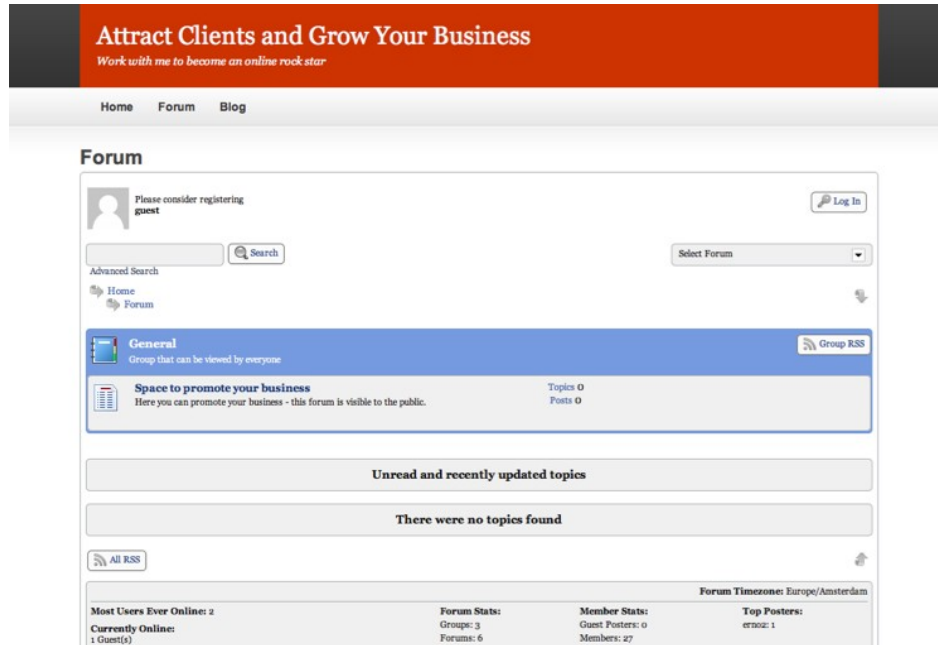 Attract Clients and Grow Your Business
Work with me to become an online rock star
Home Forum Blog
Forum
Please consider registering
guest
Log In
Search
Select Forum
Advanced Search
Home
Forum
General
Group that can be viewed by everyone
Group RSS
Space to promote your business
Here you can promote your business - this forum is visible to the public.
Topics 0
Posts 0
Unread and recently updated topics
There were no topics found
All RSS
Forum Timezone: Europe/Amsterdam
Most Users Ever Online: 2
Currently Online:
1 Guest(s)
Forum Stats:
Groups: 3
Forums: 6
Member Stats:
Guest Posters: 0
Members: 27
Top Posters:
erno2: 1